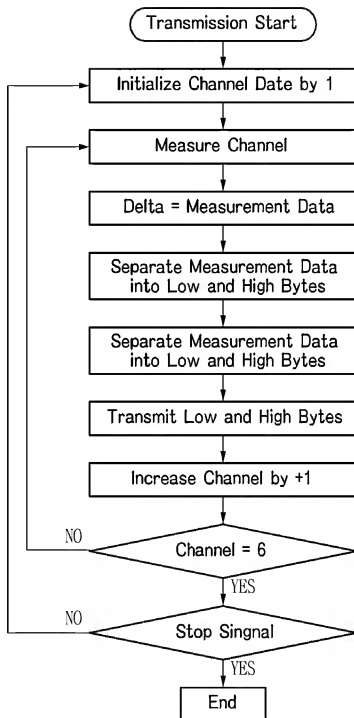 Transmission Start
Initialize Channel Date by 1
Measure Channel
Delta = Measurement Data
Separate Measurement Data
into Low and High Bytes
Separate Measurement Data
into Low and High Bytes
Transmit Low and High Bytes
Increase Channel by +1
NO
Channel = 6
YES
NO
Stop Singnal
YES
End